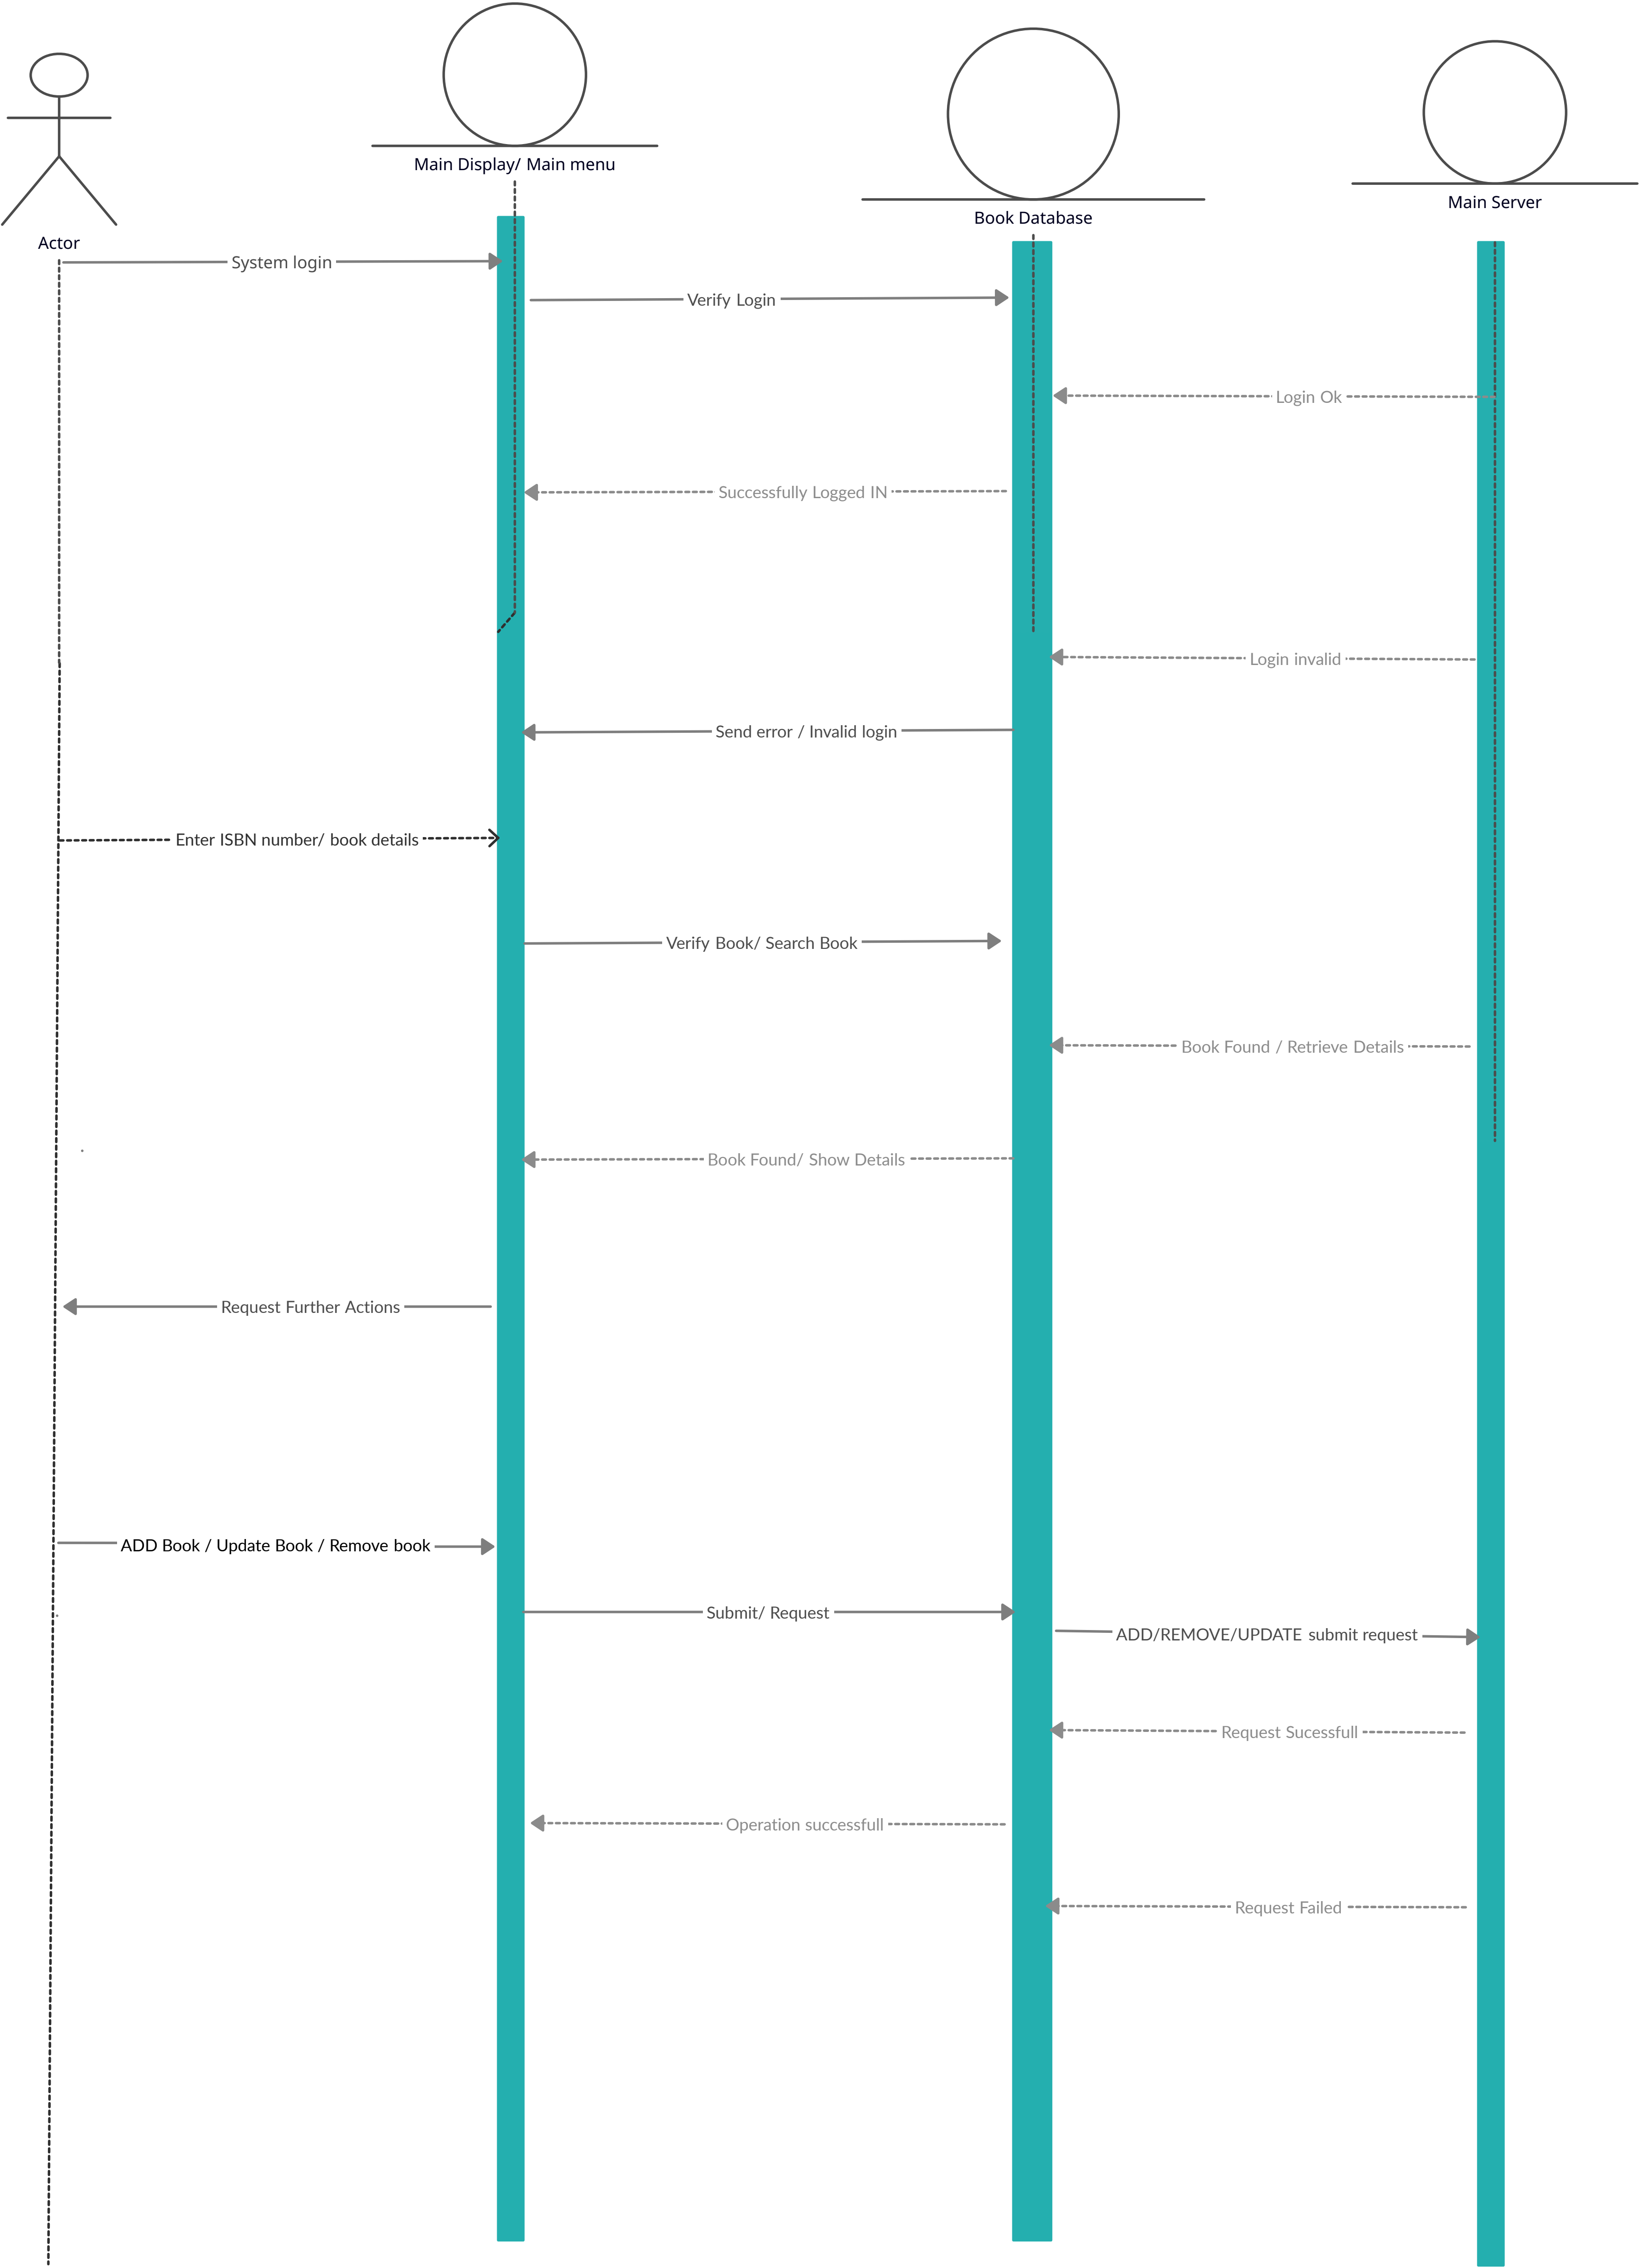 Main Display/ Main menu
Main Server
Book Database
Actor
System login
Verify Login
Login Ok
Successfully Logged IN
Login invalid
Send error / Invalid login
Enter ISBN number/ book details
Verify Book/ Search Book
Book Found / Retrieve Details
Book Found/ Show Details
Request Further Actions
ADD Book / Update Book / Remove book
Submit/ Request
ADD/REMOVE/UPDATE submit request
Request Sucessfull
Operation successfull
Request Failed